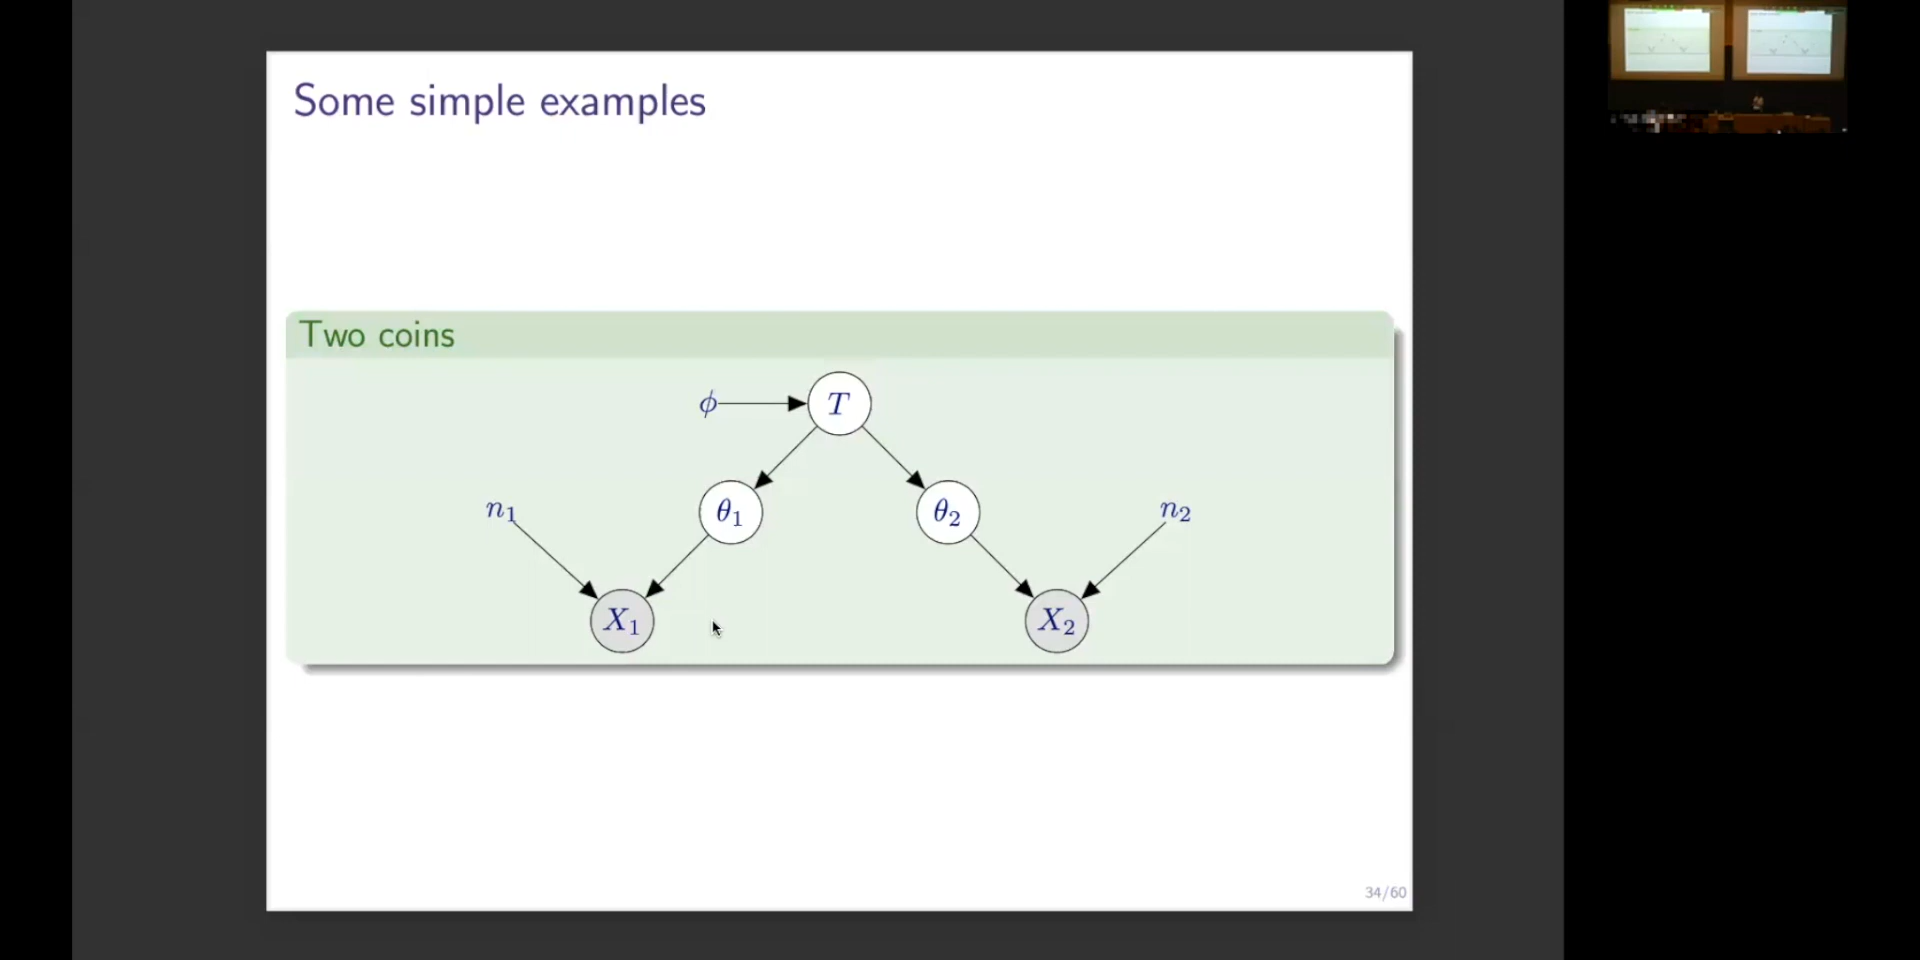 Some simple examples
Two coins
ϕ T
n₁ θ₁ θ₂ n₂
X₁ X₂
34/60